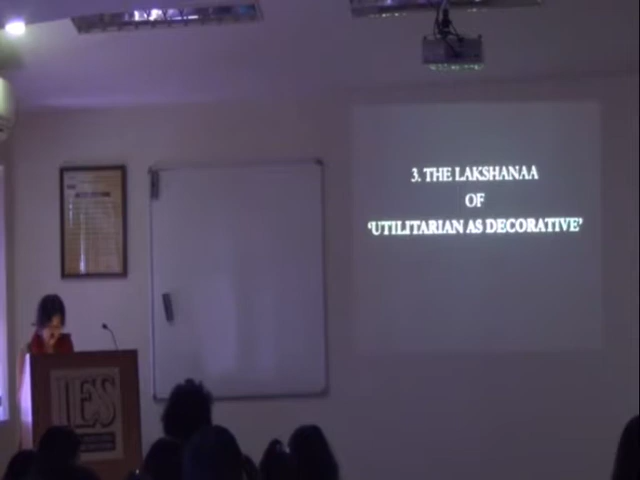 3. THE LAKSHANAA
OF
‘UTILITARIAN AS DECORATIVE’
IES